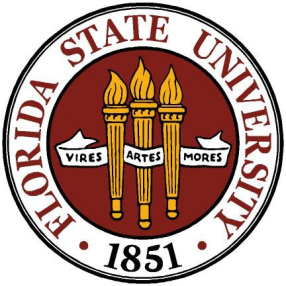 FLORIDA STATE UNIVERSITY
VIRES ARTES MORES
• 1851 •